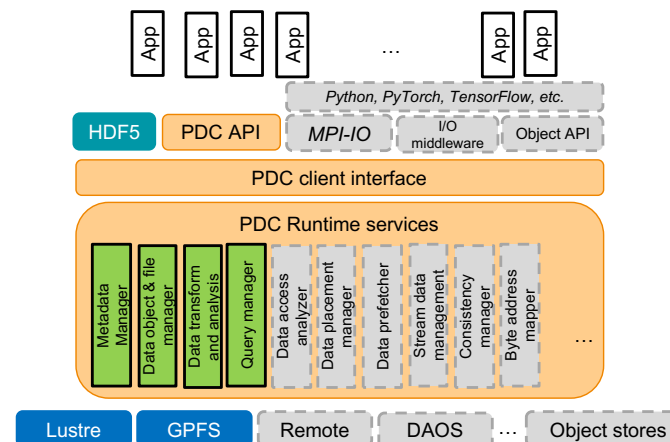 App
App
App
App
...
App
App
Python, PyTorch, TensorFlow, etc.
HDF5
PDC API
MPI-IO
I/O
middleware
Object API
PDC client interface
PDC Runtime services
Metadata
Manager
Data object & file
manager
Data transform
and analysis
Query manager
Data access
analyzer
Data placement
manager
Data prefetcher
Stream data
management
Consistency
manager
Byte address
mapper
...
Lustre
GPFS
Remote
DAOS
...
Object stores